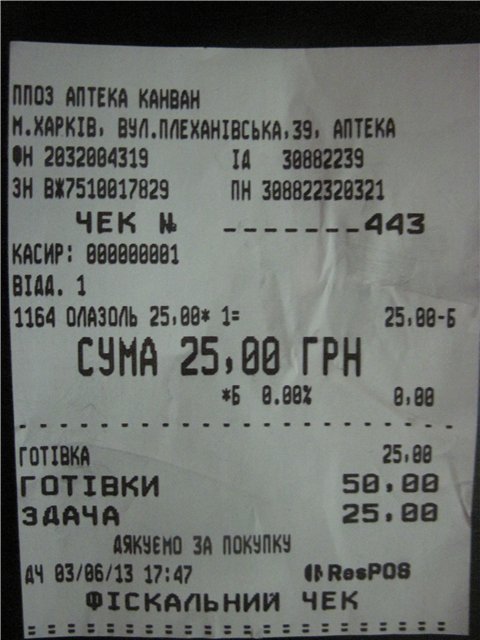 ППОЗ АПТЕКА КАНВАН
М.ХАРКІВ, ВУЛ.ПЛЕХАНІВСЬКА,39, АПТЕКА
ФН 2032004319 ІД 30882239
ЗН ВЖ7510017829 ПН 308822320321
ЧЕК № _______443
КАСИР: 000000001
ВІДД. 1
1164 ОЛАЗОЛЬ 25,00* 1= 25,00-Б
СУМА 25,00 ГРН
*Б 0.00% 0,00
ГОТІВКА 25,00
ГОТІВКИ 50.00
ЗДАЧА 25.00
ДЯКУЄМО ЗА ПОКУПКУ
ДЧ 03/06/13 17:47 ResPOS
ФІСКАЛЬНИЙ ЧЕК